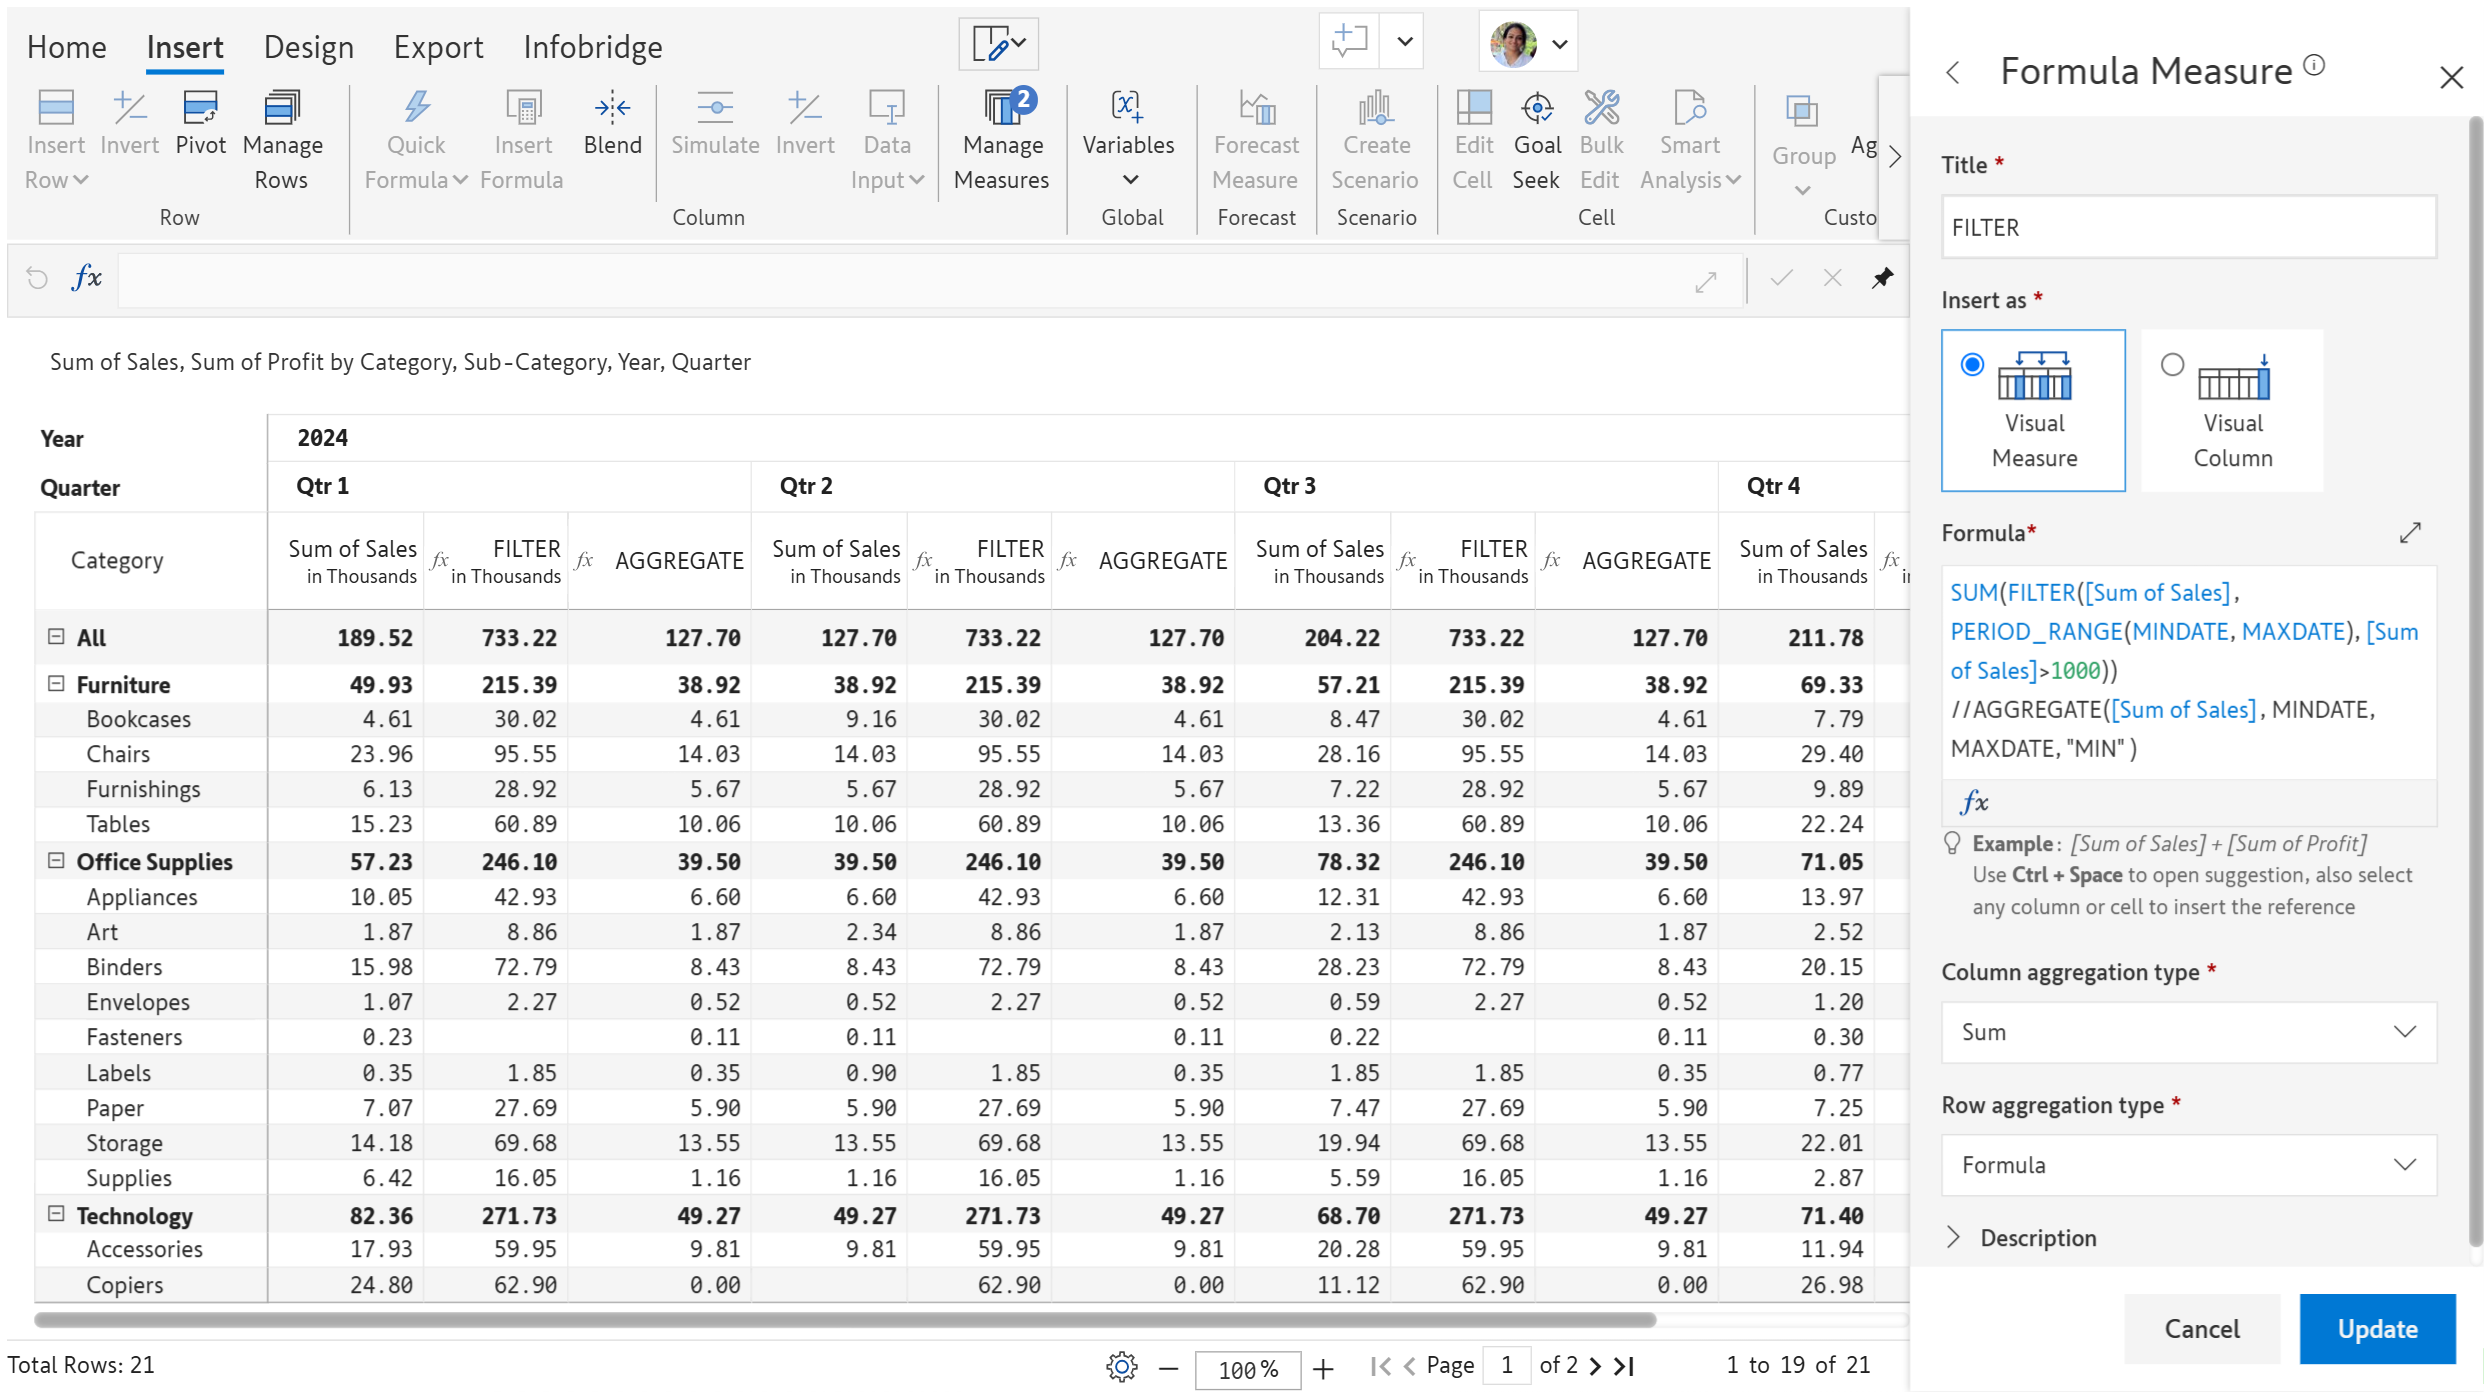 Home Insert Design Export Infobridge
Insert Row Invert Pivot Manage Rows Quick Formula Insert Formula Blend Simulate Invert Data Input Manage Measures 2 Variables Forecast Measure Create Scenario Edit Cell Goal Seek Bulk Edit Smart Analysis Group Ag
Row Column Global Forecast Scenario Cell Custo
fx
Sum of Sales, Sum of Profit by Category, Sub-Category, Year, Quarter
Year 2024
Quarter Qtr 1 Qtr 2 Qtr 3 Qtr 4
Category Sum of Sales in Thousands fx FILTER in Thousands fx AGGREGATE Sum of Sales in Thousands fx FILTER in Thousands fx AGGREGATE Sum of Sales in Thousands fx FILTER in Thousands fx AGGREGATE Sum of Sales in Thousands fx
All 189.52 733.22 127.70 127.70 733.22 127.70 204.22 733.22 127.70 211.78
Furniture 49.93 215.39 38.92 38.92 215.39 38.92 57.21 215.39 38.92 69.33
Bookcases 4.61 30.02 4.61 9.16 30.02 4.61 8.47 30.02 4.61 7.79
Chairs 23.96 95.55 14.03 14.03 95.55 14.03 28.16 95.55 14.03 29.40
Furnishings 6.13 28.92 5.67 5.67 28.92 5.67 7.22 28.92 5.67 9.89
Tables 15.23 60.89 10.06 10.06 60.89 10.06 13.36 60.89 10.06 22.24
Office Supplies 57.23 246.10 39.50 39.50 246.10 39.50 78.32 246.10 39.50 71.05
Appliances 10.05 42.93 6.60 6.60 42.93 6.60 12.31 42.93 6.60 13.97
Art 1.87 8.86 1.87 2.34 8.86 1.87 2.13 8.86 1.87 2.52
Binders 15.98 72.79 8.43 8.43 72.79 8.43 28.23 72.79 8.43 20.15
Envelopes 1.07 2.27 0.52 0.52 2.27 0.52 0.59 2.27 0.52 1.20
Fasteners 0.23 0.11 0.11 0.11 0.22 0.11 0.30
Labels 0.35 1.85 0.35 0.90 1.85 0.35 1.85 1.85 0.35 0.77
Paper 7.07 27.69 5.90 5.90 27.69 5.90 7.47 27.69 5.90 7.25
Storage 14.18 69.68 13.55 13.55 69.68 13.55 19.94 69.68 13.55 22.01
Supplies 6.42 16.05 1.16 1.16 16.05 1.16 5.59 16.05 1.16 2.87
Technology 82.36 271.73 49.27 49.27 271.73 49.27 68.70 271.73 49.27 71.40
Accessories 17.93 59.95 9.81 9.81 59.95 9.81 20.28 59.95 9.81 11.94
Copiers 24.80 62.90 0.00 62.90 0.00 11.12 62.90 0.00 26.98
Total Rows: 21 100% Page 1 of 2 1 to 19 of 21
Formula Measure
Title *
FILTER
Insert as *
Visual Measure
Visual Column
Formula*
SUM(FILTER([Sum of Sales],
PERIOD_RANGE(MINDATE, MAXDATE), [Sum
of Sales]>1000))
//AGGREGATE([Sum of Sales], MINDATE,
MAXDATE, "MIN" )
fx
Example: [Sum of Sales] + [Sum of Profit]
Use Ctrl + Space to open suggestion, also select
any column or cell to insert the reference
Column aggregation type *
Sum
Row aggregation type *
Formula
Description
Cancel Update